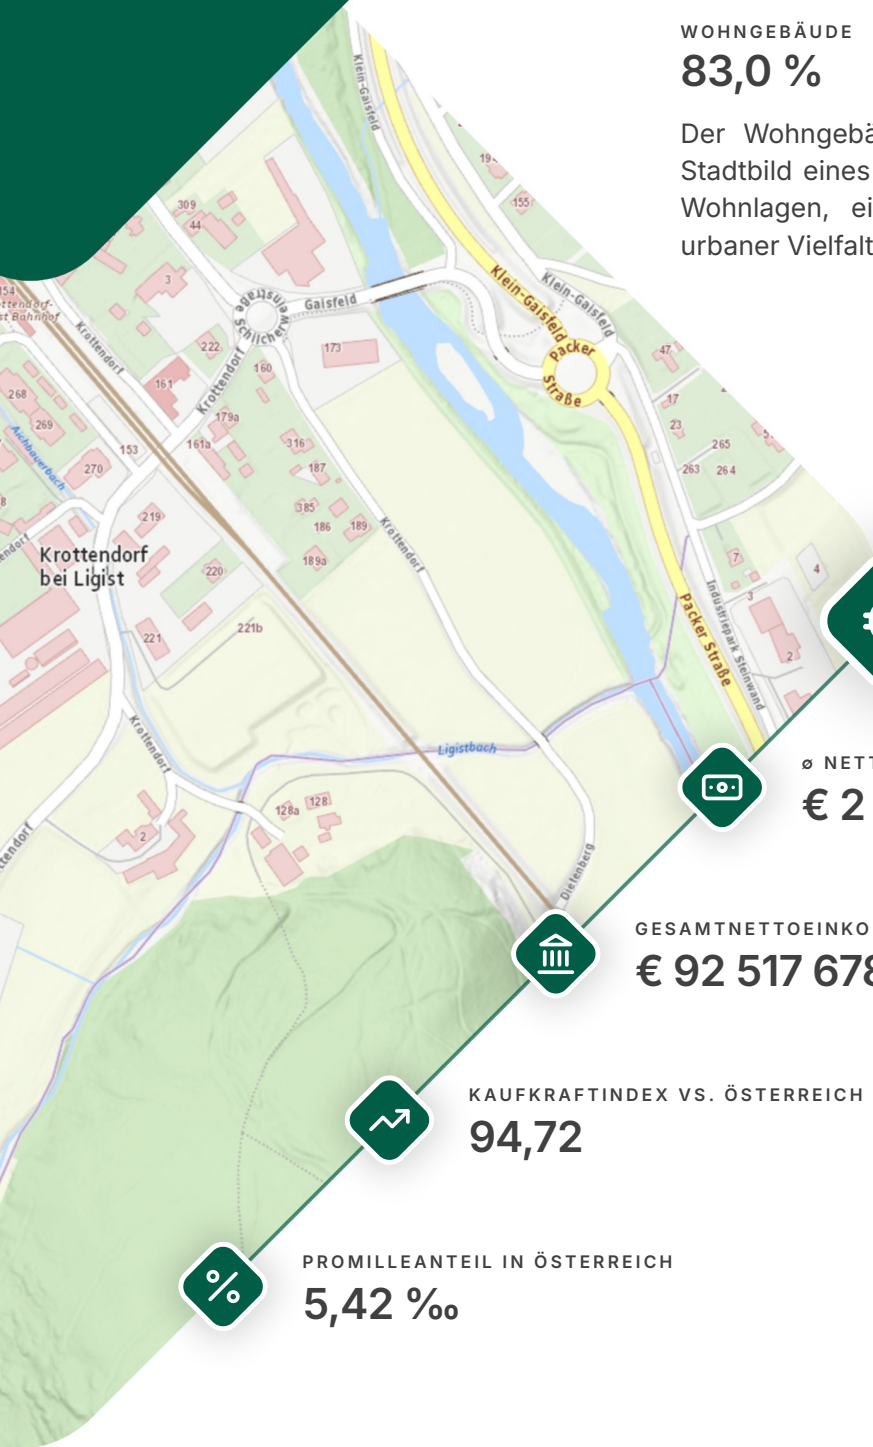 WOHNGEBÄUDE
83,0 %
Der Wohngebä
Stadtbild eines
Wohnlagen, ei
urbaner Vielfalt
Klein-Gaisfeld
19
155
309
44
3
154
Krottendorf
Schilcherweinstraße
Gaisfeld
Klein-Gaisfeld
Klein-Gaisfeld
Packer
Straße
222
173
160
161
Krottendorf
47
17
23
265
263
264
268
269
Aichbauerbach
270
153
161a
179a
316
187
385
186
189
189a
Krottendorf
219
220
Krottendorf
bei Ligist
221
221b
7
4
3
2
Industriepark Steinwand
Packer Straße
Krottendorf
Ligistbach
128a
128
2
Dietenberg
ø NETT
€ 2
GESAMTNETTOEINKO
€ 92 517 678
KAUFKRAFTINDEX VS. ÖSTERREICH
94,72
PROMILLEANTEIL IN ÖSTERREICH
5,42 ‰